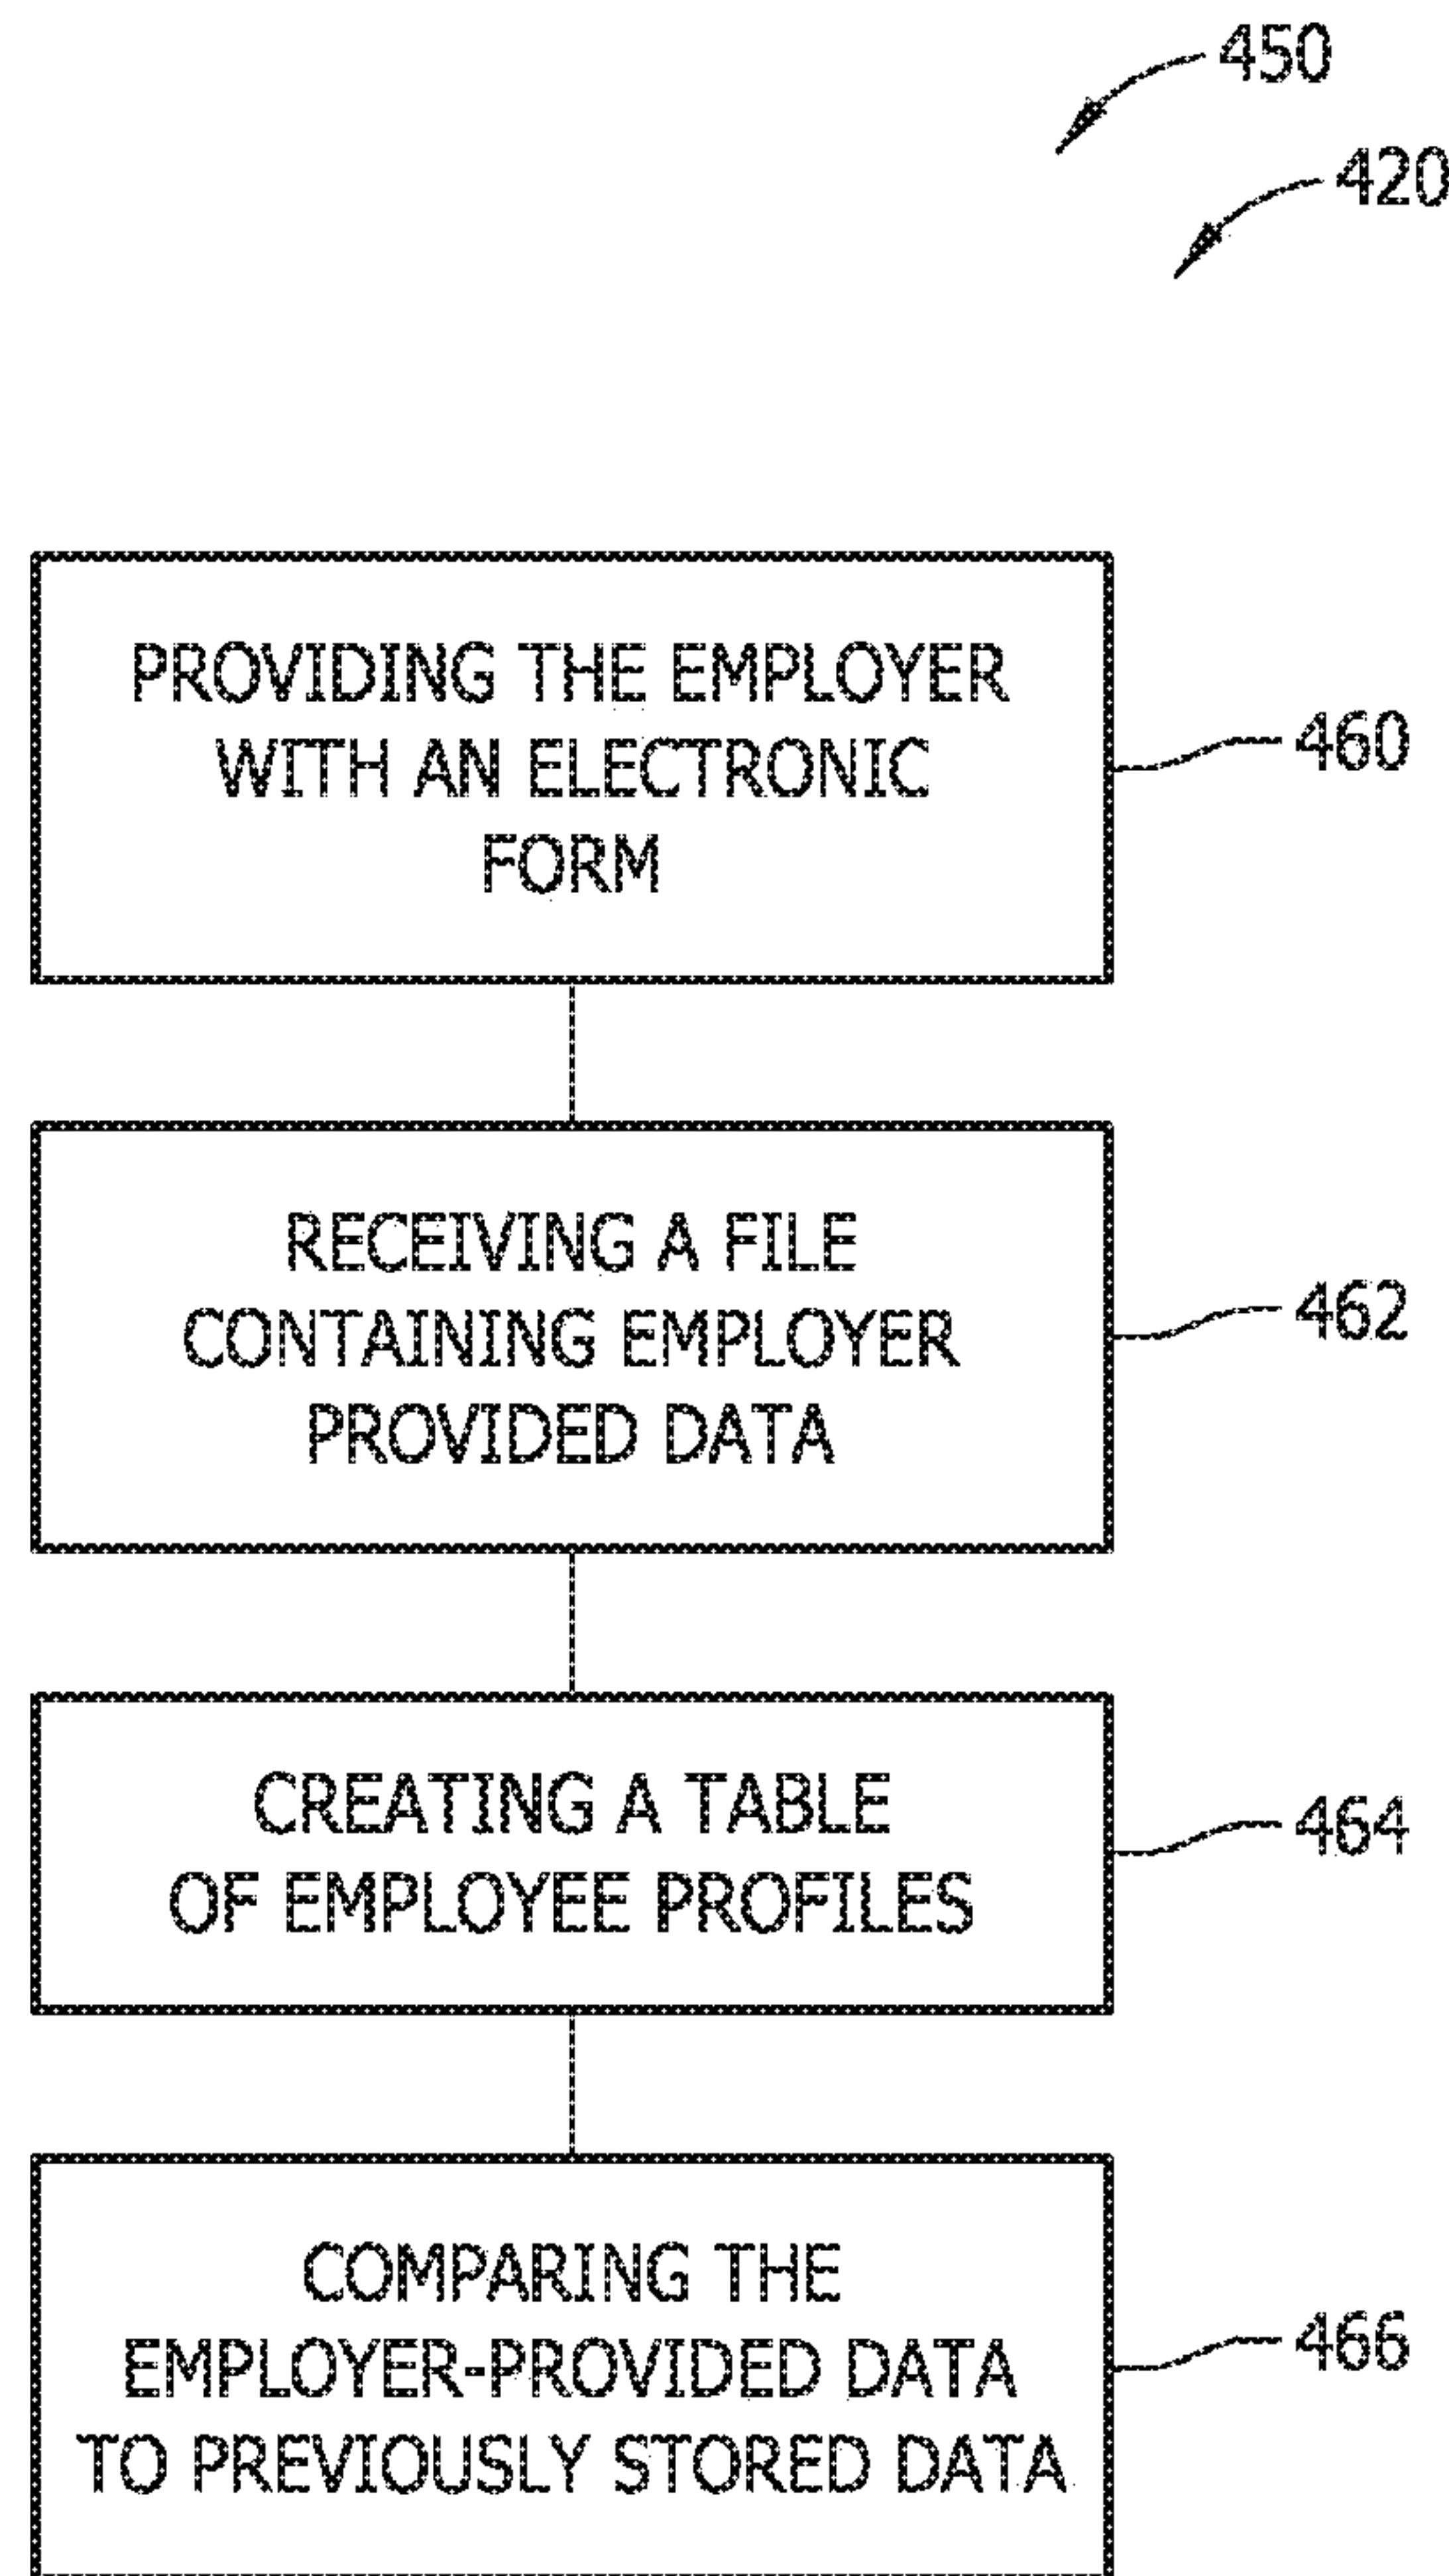 450
420
PROVIDING THE EMPLOYER
WITH AN ELECTRONIC
FORM
460
RECEIVING A FILE
CONTAINING EMPLOYER
PROVIDED DATA
462
CREATING A TABLE
OF EMPLOYEE PROFILES
464
COMPARING THE
EMPLOYER-PROVIDED DATA
TO PREVIOUSLY STORED DATA
466